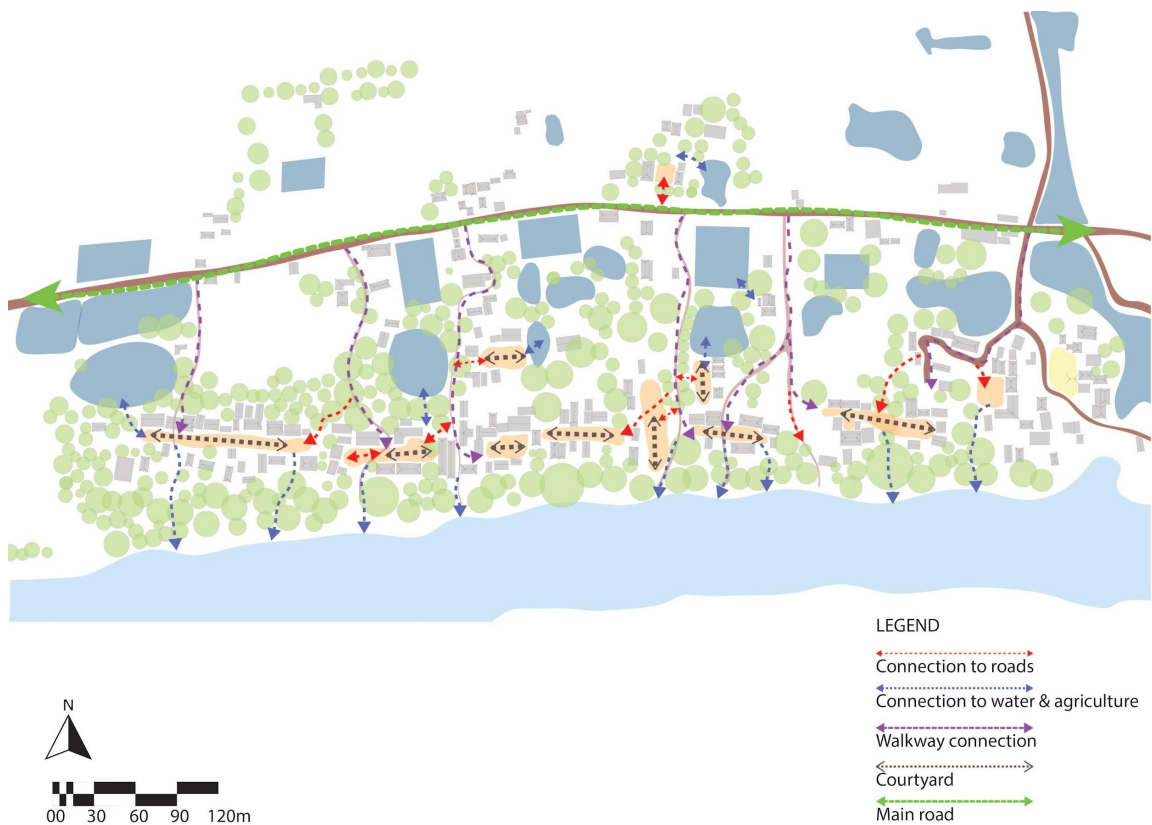 LEGEND
Connection to roads
Connection to water & agriculture
Walkway connection
Courtyard
Main road
N
00 30 60 90 120m